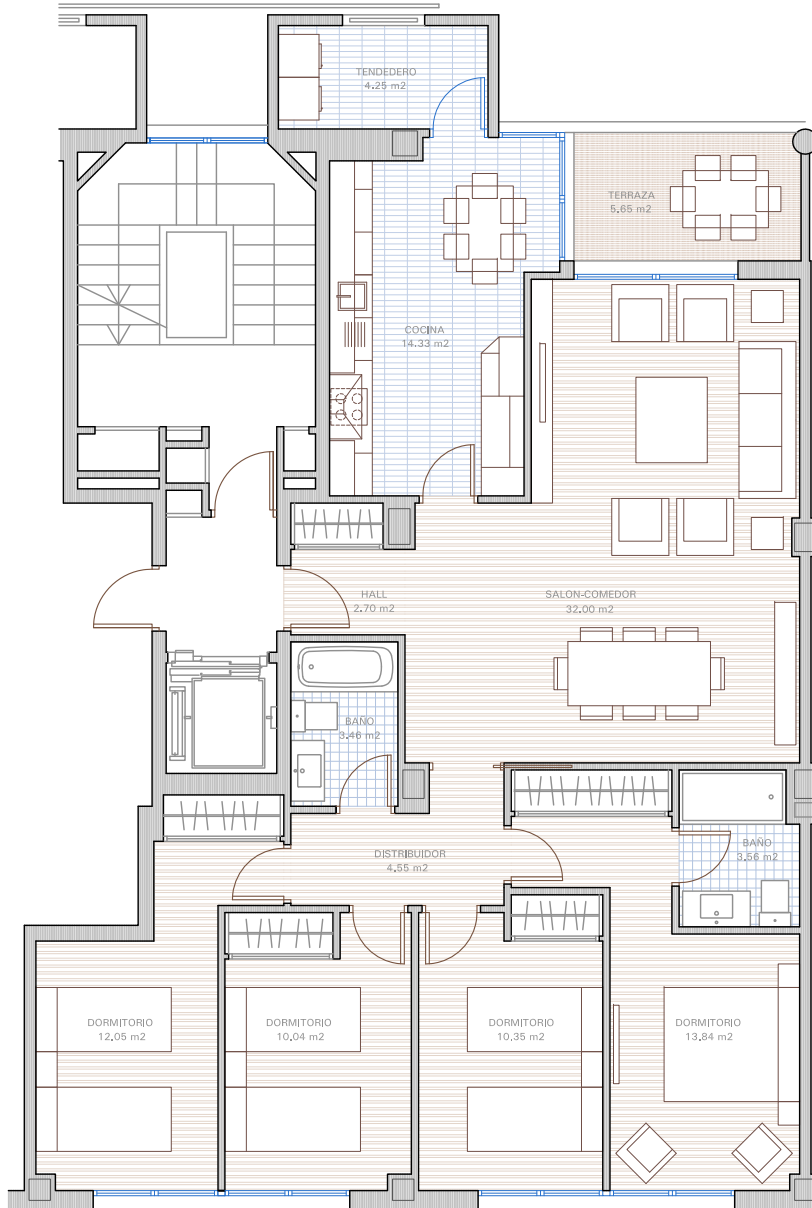 TENDEDERO
4.25 m2
TERRAZA
5.65 m2
COCINA
14.33 m2
HALL
2.70 m2
SALON-COMEDOR
32.00 m2
BAÑO
3.46 m2
DISTRIBUIDOR
4.55 m2
BAÑO
3.56 m2
DORMITORIO
12.05 m2
DORMITORIO
10.04 m2
DORMITORIO
10.35 m2
DORMITORIO
13.84 m2